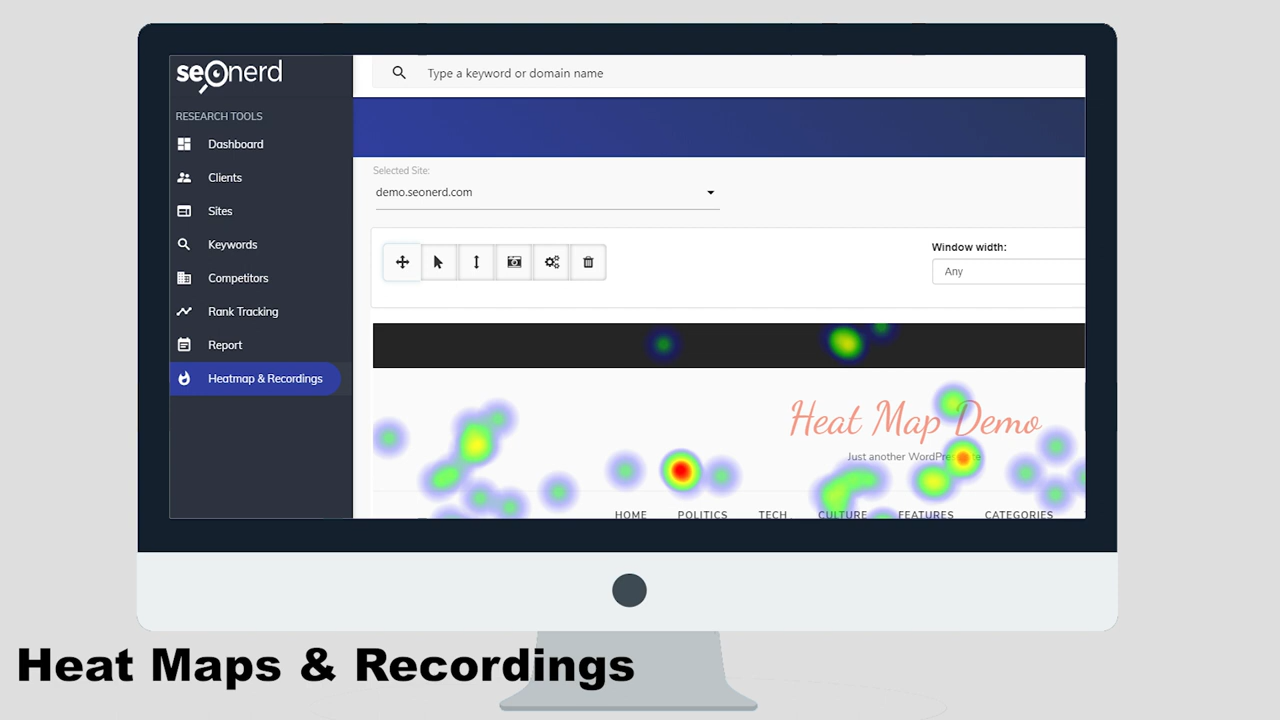 seonerd
Type a keyword or domain name
RESEARCH TOOLS
Dashboard
Clients
Sites
Keywords
Competitors
Rank Tracking
Report
Heatmap & Recordings
Selected Site:
demo.seonerd.com
Window width:
Any
Heat Map Demo
Just another WordPress site
HOME POLITICS TECH CULTURE FEATURES CATEGORIES
Heat Maps & Recordings